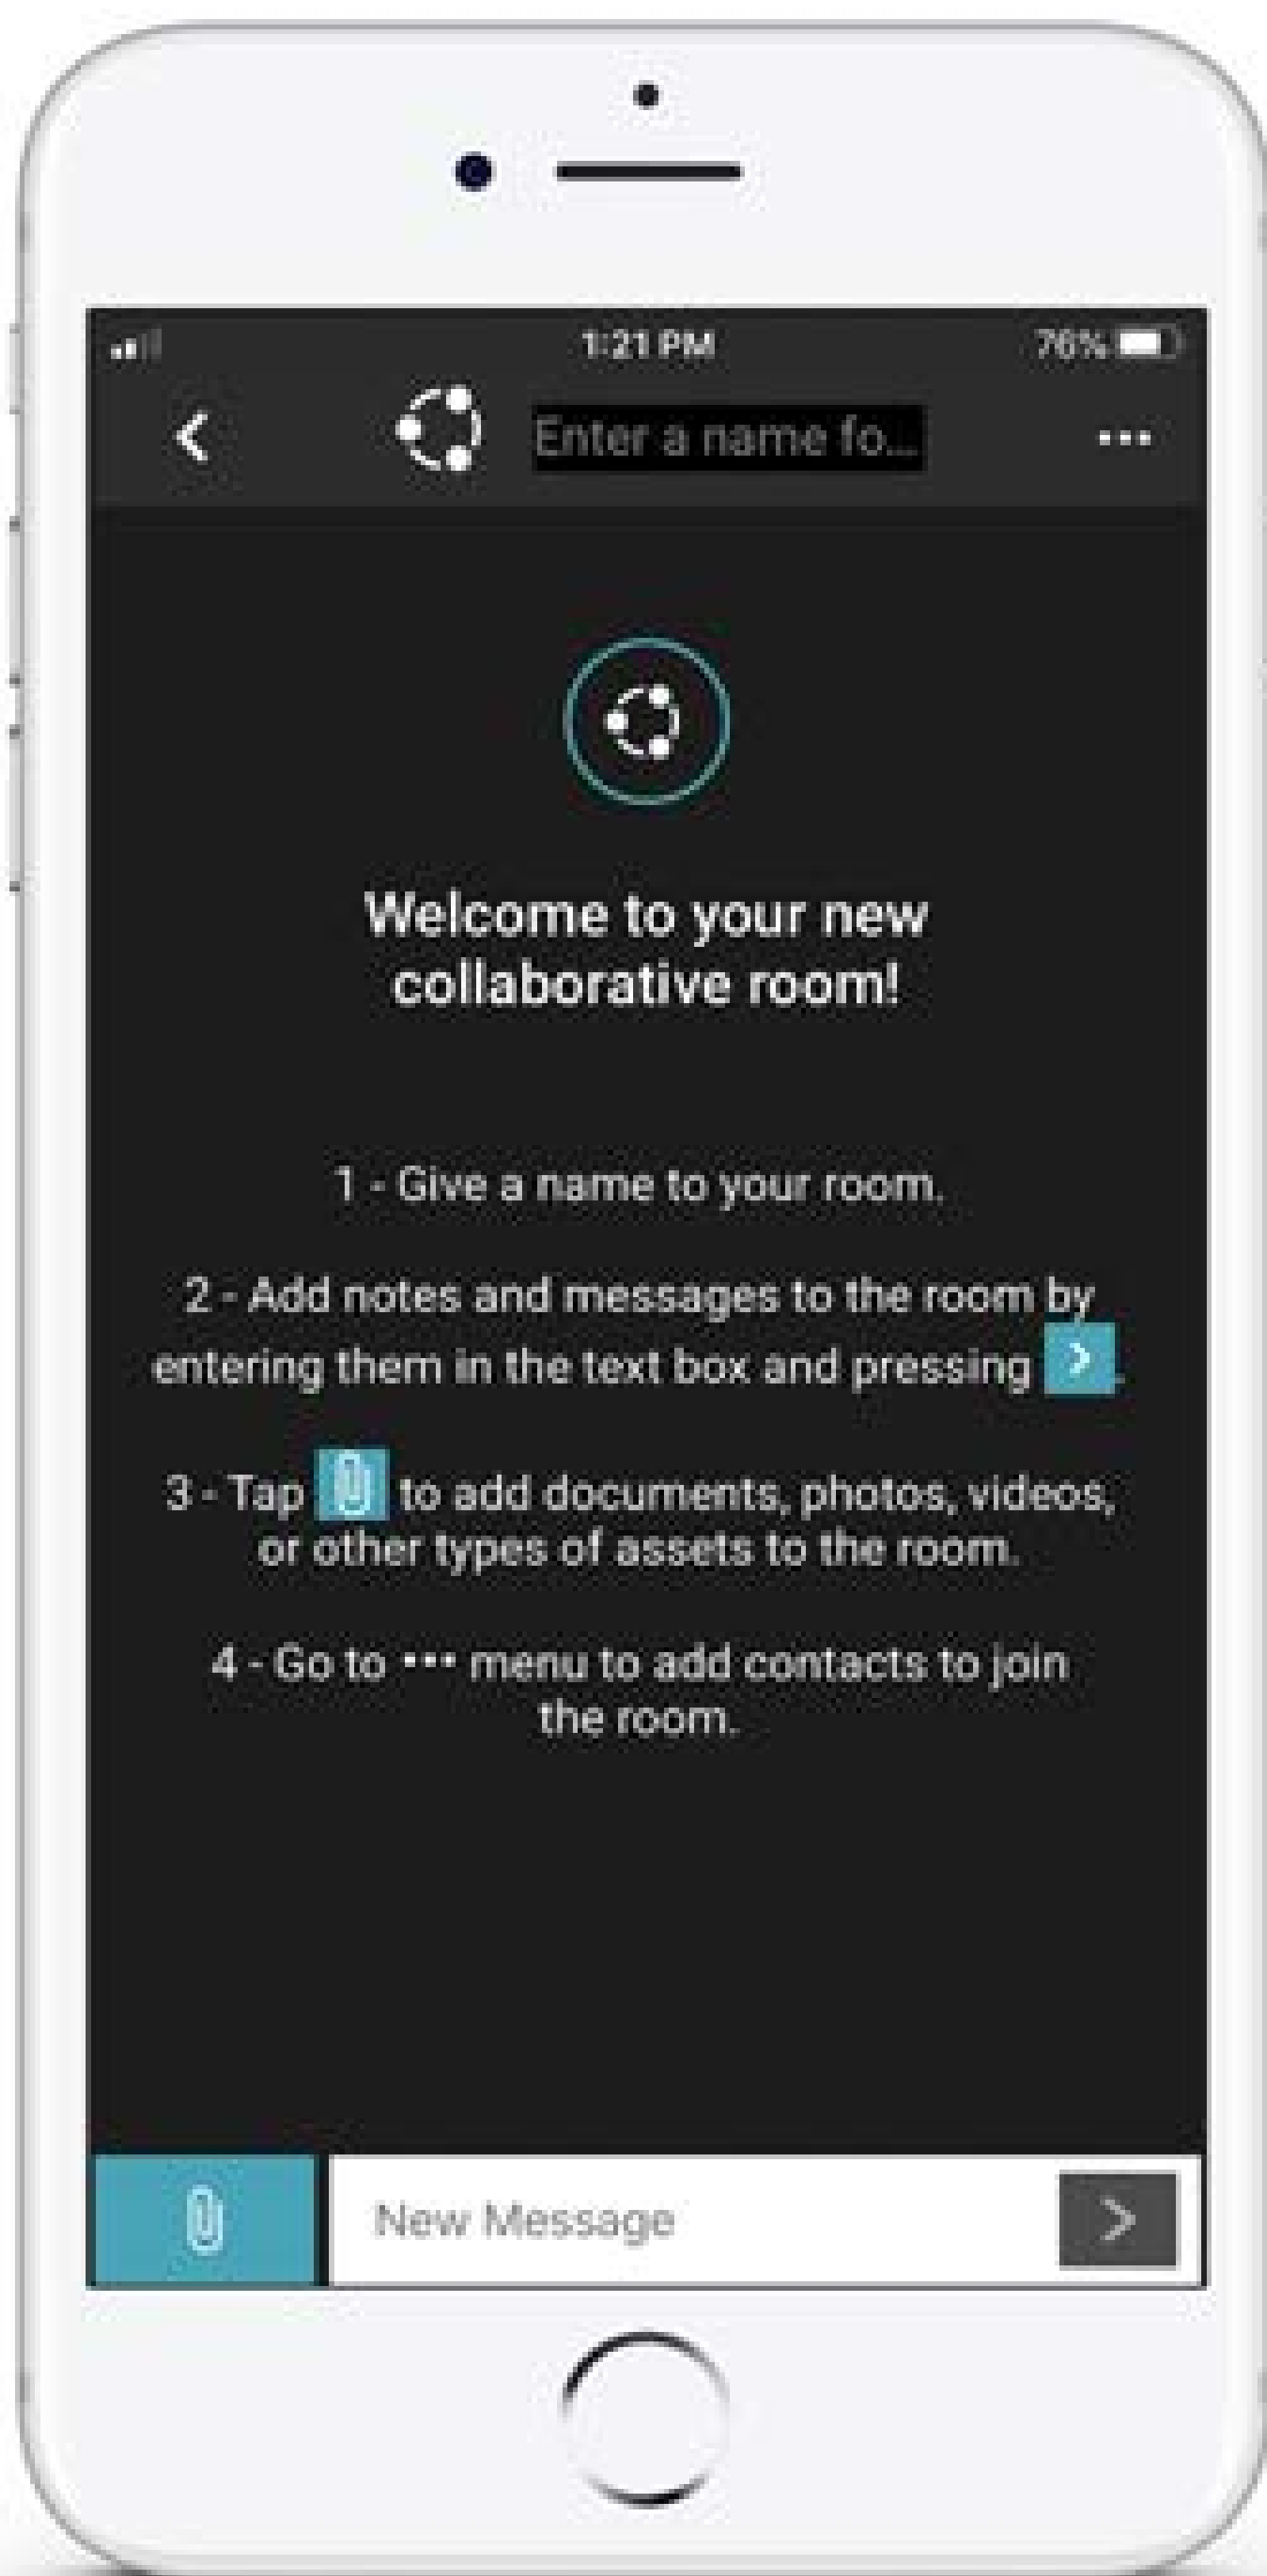 1:21 PM
76%
Enter a name fo...
Welcome to your new
collaborative room!
1 - Give a name to your room.
2 - Add notes and messages to the room by
entering them in the text box and pressing > .
3 - Tap to add documents, photos, videos,
or other types of assets to the room.
4 - Go to ••• menu to add contacts to join
the room.
New Message